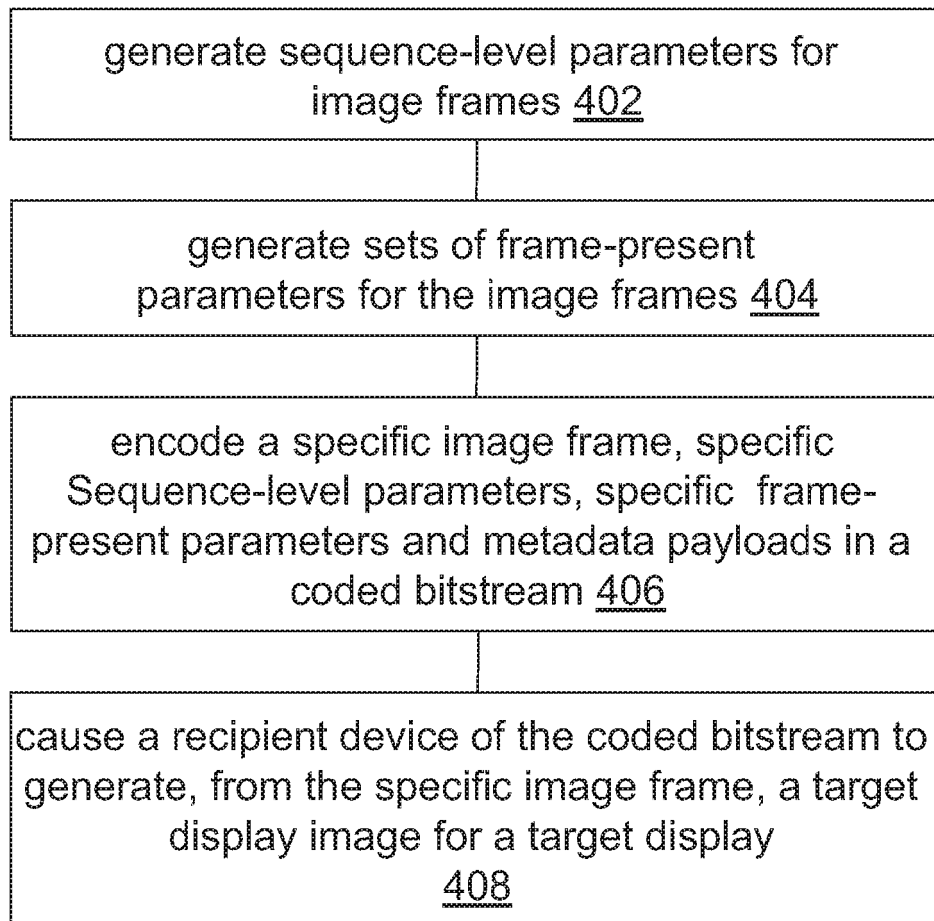 generate sequence-level parameters for
image frames 402
generate sets of frame-present
parameters for the image frames 404
encode a specific image frame, specific
Sequence-level parameters, specific frame-
present parameters and metadata payloads in a
coded bitstream 406
cause a recipient device of the coded bitstream to
generate, from the specific image frame, a target
display image for a target display
408